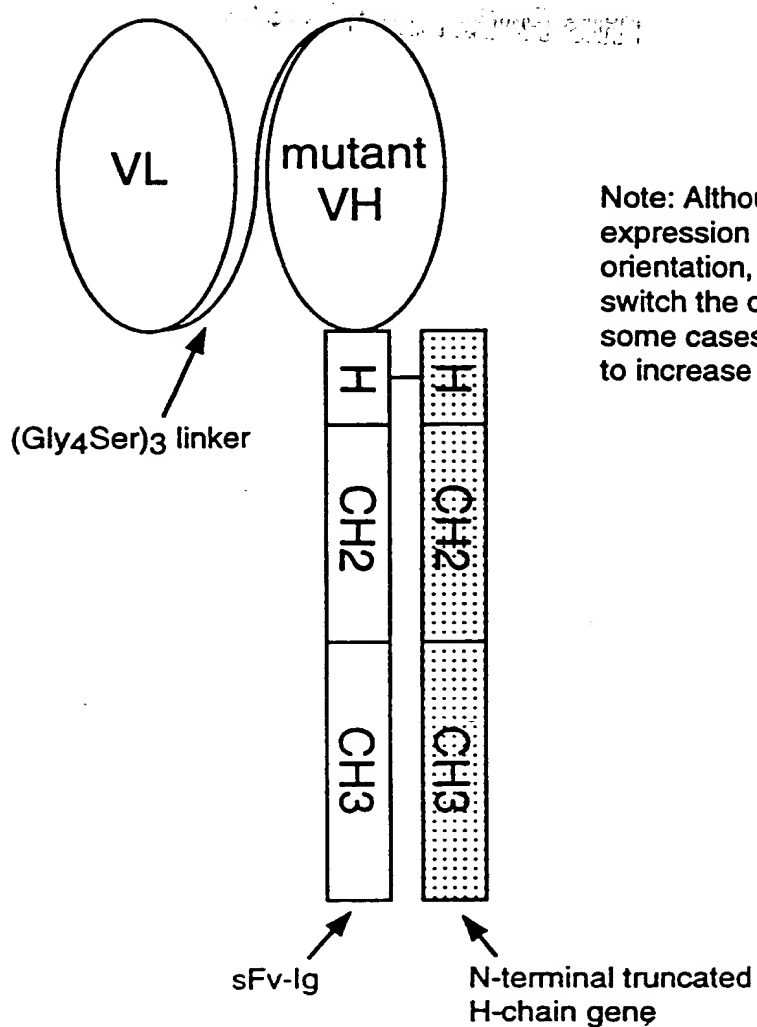 VL
mutant
VH
Note: Althou
expression
orientation,
switch the c
some cases
to increase
(Gly4Ser)3 linker
H
H
CH2
CH2
CH3
CH3
sFv-Ig
N-terminal truncated
H-chain gene